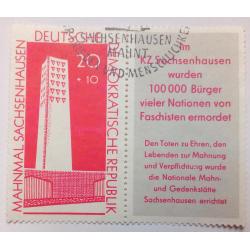 DEUTSCHE DEMOKRATISCHE REPUBLIK
MAHNMAL SACHSENHAUSEN
20
+10
SACHSENHAUSEN
MAHNT
UND MENSCHLICHKEIT
Im
KZ Sachsenhausen
wurden
100 000 Bürger
vieler Nationen von
Faschisten ermordet
Den Toten zu Ehren, den
Lebenden zur Mahnung
und Verpflichtung wurde
die Nationale Mahn-
und Gedenkstätte
Sachsenhausen errichtet